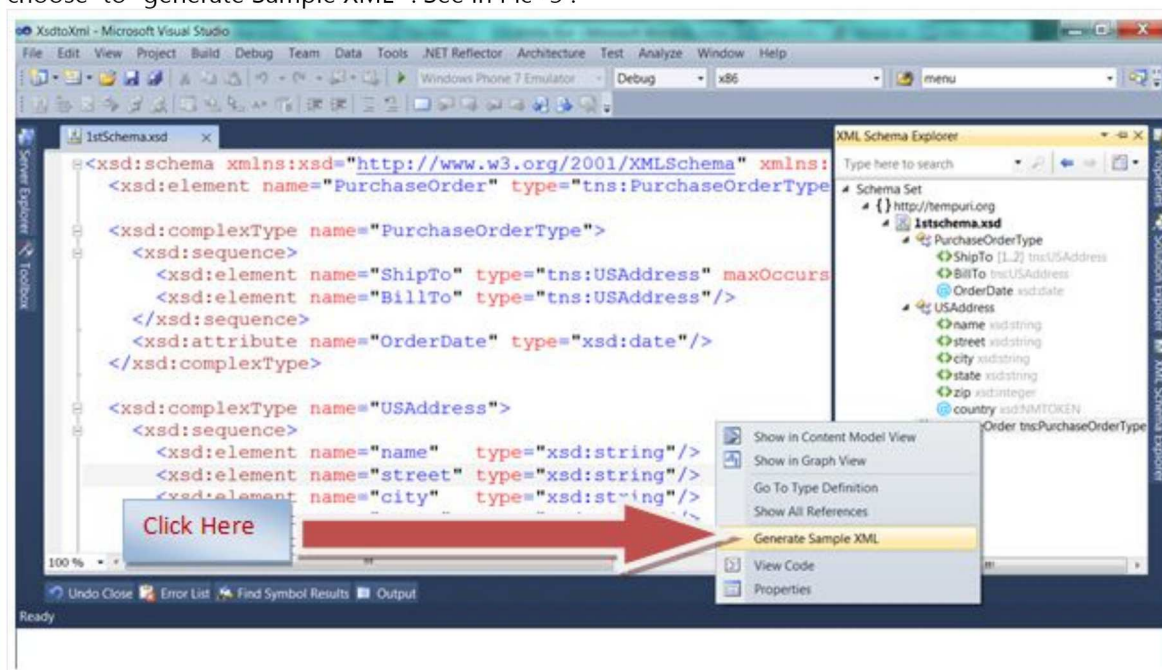 choose to "generate Sample XML". See in Pic "3".
XsdtoXml - Microsoft Visual Studio
File Edit View Project Build Debug Team Data Tools .NET Reflector Architecture Test Analyze Window Help
Windows Phone 7 Emulator Debug x86 menu
1stSchema.xsd
<xsd:schema xmlns:xsd="http://www.w3.org/2001/XMLSchema" xmlns:
<xsd:element name="PurchaseOrder" type="tns:PurchaseOrderType
<xsd:complexType name="PurchaseOrderType">
<xsd:sequence>
<xsd:element name="ShipTo" type="tns:USAddress" maxOccurs
<xsd:element name="BillTo" type="tns:USAddress"/>
</xsd:sequence>
<xsd:attribute name="OrderDate" type="xsd:date"/>
</xsd:complexType>
<xsd:complexType name="USAddress">
<xsd:sequence>
<xsd:element name="name" type="xsd:string"/>
<xsd:element name="street" type="xsd:string"/>
<xsd:element name="city" type="xsd:string"/>
Click Here
100 %
XML Schema Explorer
Type here to search
Schema Set
{ } http://tempuri.org
1stschema.xsd
PurchaseOrderType
ShipTo [1..2] tns:USAddress
BillTo tns:USAddress
OrderDate xsd:date
USAddress
name xsd:string
street xsd:string
city xsd:string
state xsd:string
zip xsd:integer
country xsd:NMTOKEN
Order tns:PurchaseOrderType
Show in Content Model View
Show in Graph View
Go To Type Definition
Show All References
Generate Sample XML
View Code
Properties
Server Explorer
Toolbox
Properties
Solution Explorer
XML Schema Explorer
Undo Close Error List Find Symbol Results Output
Ready